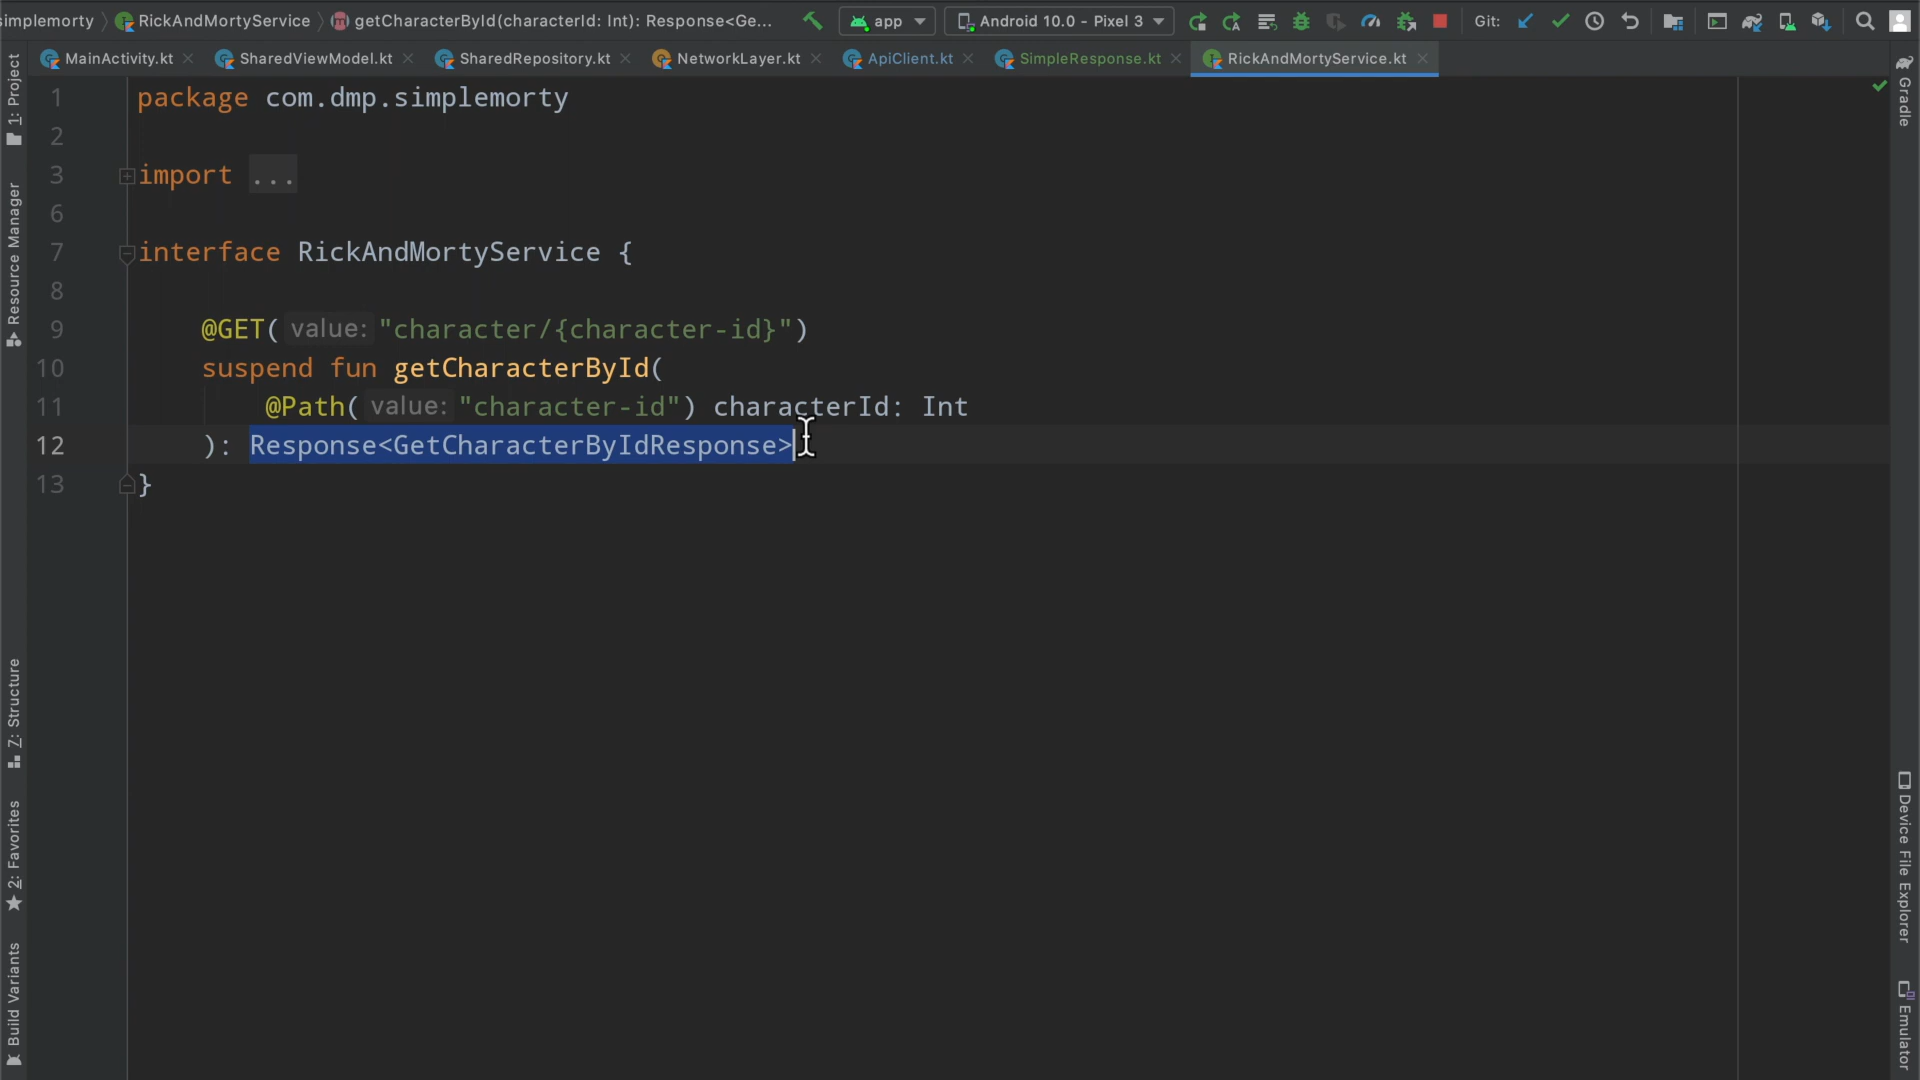 simplemorty RickAndMortyService getCharacterById(characterId: Int): Response<Ge... app Android 10.0 - Pixel 3 Git:
MainActivity.kt SharedViewModel.kt SharedRepository.kt NetworkLayer.kt ApiClient.kt SimpleResponse.kt RickAndMortyService.kt
1 package com.dmp.simplemorty
2
3 import ...
6
7 interface RickAndMortyService {
8
9 @GET( value: "character/{character-id}")
10 suspend fun getCharacterById(
11 @Path( value: "character-id") characterId: Int
12 ): Response<GetCharacterByIdResponse>
13 }
1: Project
Resource Manager
Z: Structure
2: Favorites
Build Variants
Gradle
Device File Explorer
Emulator